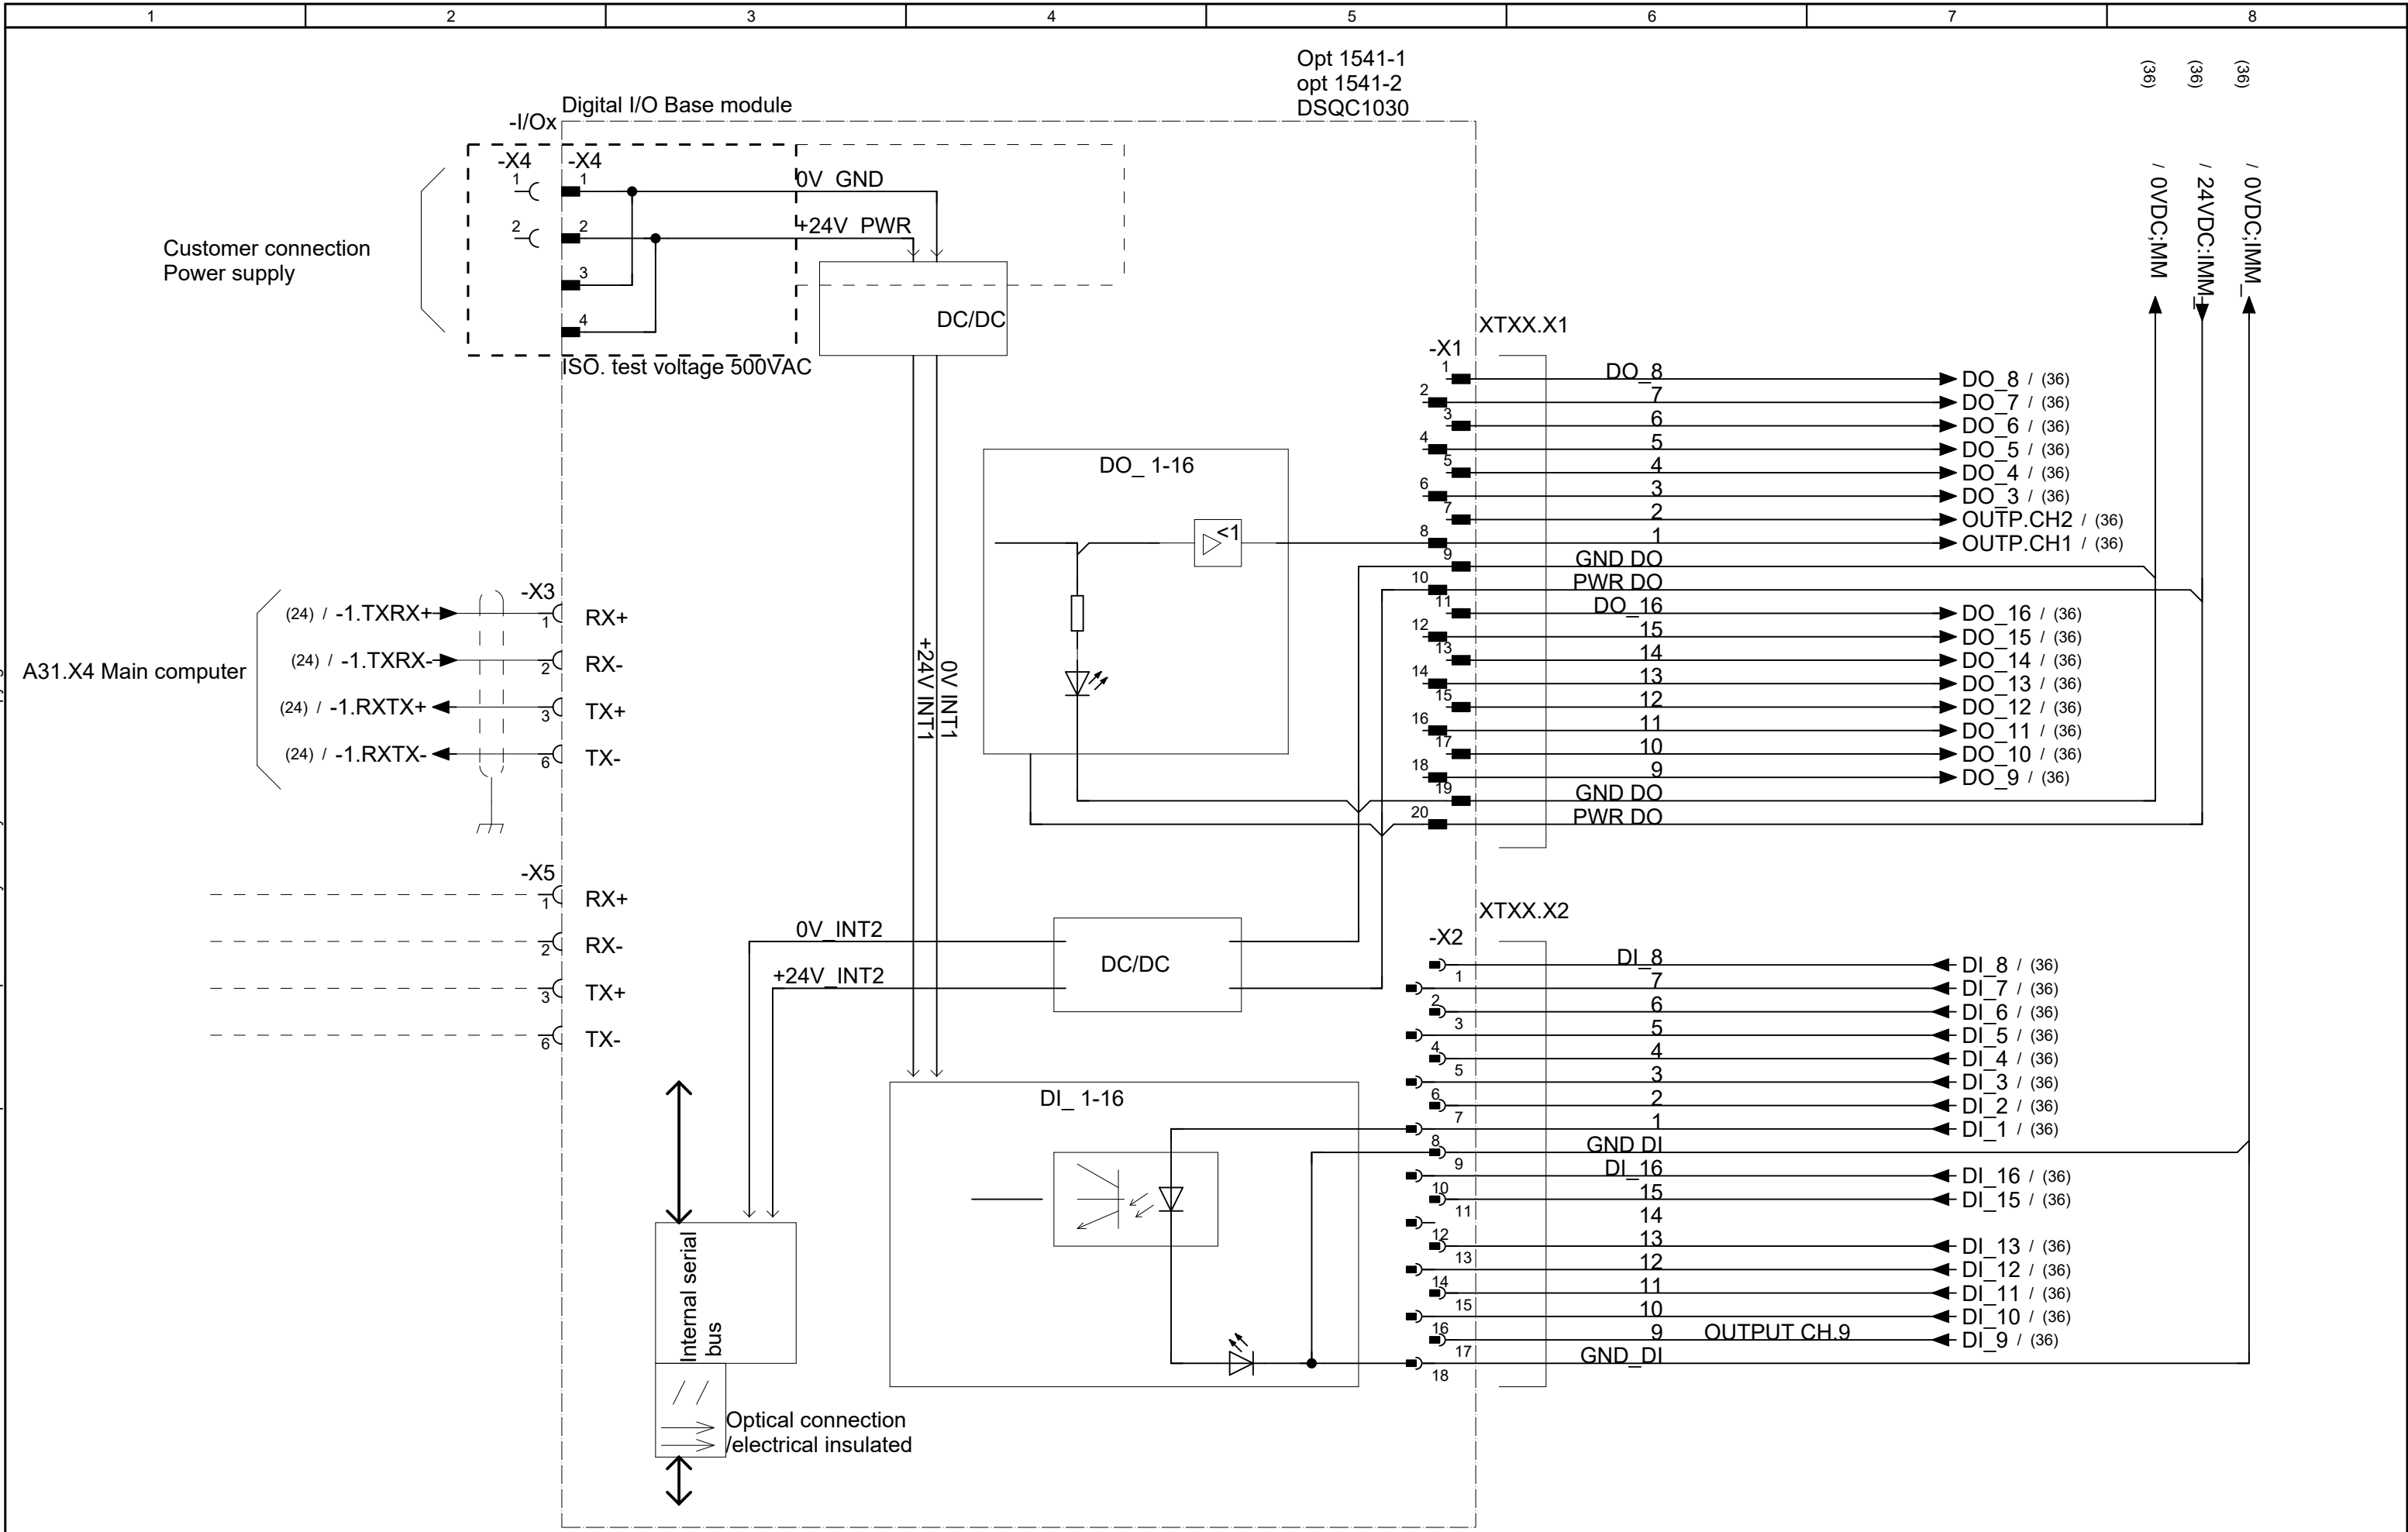 1 2 3 4 5 6 7 8
Opt 1541-1
opt 1541-2
DSQC1030
(36) (36) (36)
/ 0VDC;MM
/ 24VDC:IMM_
/ 0VDC;IMM_
Digital I/O Base module
-I/Ox
-X4 -X4
1 1 0V GND
2 2 +24V PWR
3
4
Customer connection
Power supply
DC/DC
ISO. test voltage 500VAC
XTXX.X1
-X1
1 DO_8 DO_8 / (36)
2 7 DO_7 / (36)
3 6 DO_6 / (36)
4 5 DO_5 / (36)
5 4 DO_4 / (36)
6 3 DO_3 / (36)
7 2 OUTP.CH2 / (36)
8 1 OUTP.CH1 / (36)
9 GND DO
10 PWR DO
11 DO_16 DO_16 / (36)
12 15 DO_15 / (36)
13 14 DO_14 / (36)
14 13 DO_13 / (36)
15 12 DO_12 / (36)
16 11 DO_11 / (36)
17 10 DO_10 / (36)
18 9 DO_9 / (36)
19 GND DO
20 PWR DO
DO_ 1-16
<1
A31.X4 Main computer
-X3
(24) / -1.TXRX+ 1 RX+
(24) / -1.TXRX- 2 RX-
(24) / -1.RXTX+ 3 TX+
(24) / -1.RXTX- 6 TX-
+24V INT1
0V INT1
-X5
1 RX+
2 RX-
3 TX+
6 TX-
0V_INT2
+24V_INT2
DC/DC
XTXX.X2
-X2
1 DI_8 DI_8 / (36)
2 7 DI_7 / (36)
3 6 DI_6 / (36)
4 5 DI_5 / (36)
5 4 DI_4 / (36)
6 3 DI_3 / (36)
7 2 DI_2 / (36)
8 1 DI_1 / (36)
9 GND DI
10 DI_16 DI_16 / (36)
11 15 DI_15 / (36)
12 14
13 13 DI_13 / (36)
14 12 DI_12 / (36)
15 11 DI_11 / (36)
16 10 DI_10 / (36)
17 9 OUTPUT CH.9 DI_9 / (36)
18 GND_DI
DI_ 1-16
Internal serial
bus
Optical connection
/electrical insulated